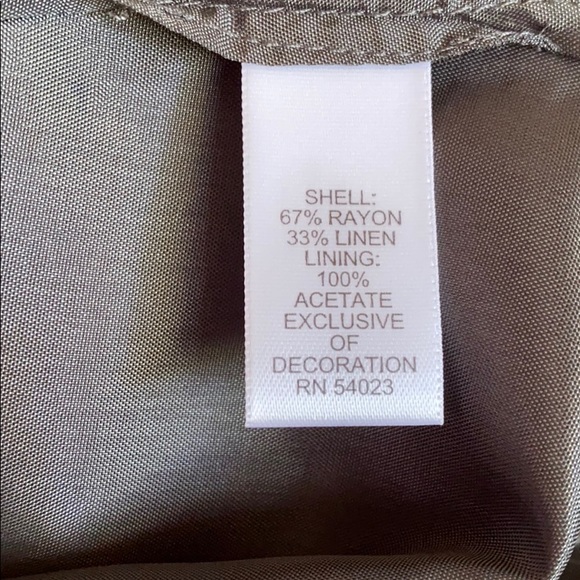 SHELL:
67% RAYON
33% LINEN
LINING:
100%
ACETATE
EXCLUSIVE
OF
DECORATION
RN 54023